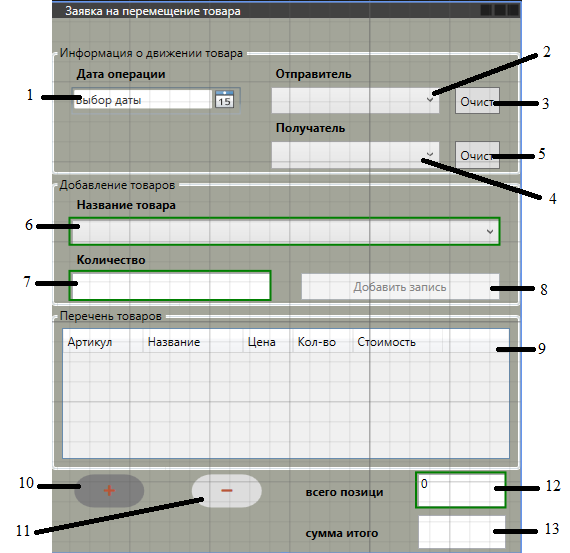 Заявка на перемещение товара
Информация о движении товара
Дата операции
Отправитель
2
1
Выбор даты
15
Очист
3
Получатель
Очист
5
4
Добавление товаров
Название товара
6
Количество
7
Добавить запись
8
Перечень товаров
Артикул Название Цена Кол-во Стоимость
9
10
+
−
11
всего позици
0
12
сумма итого
13